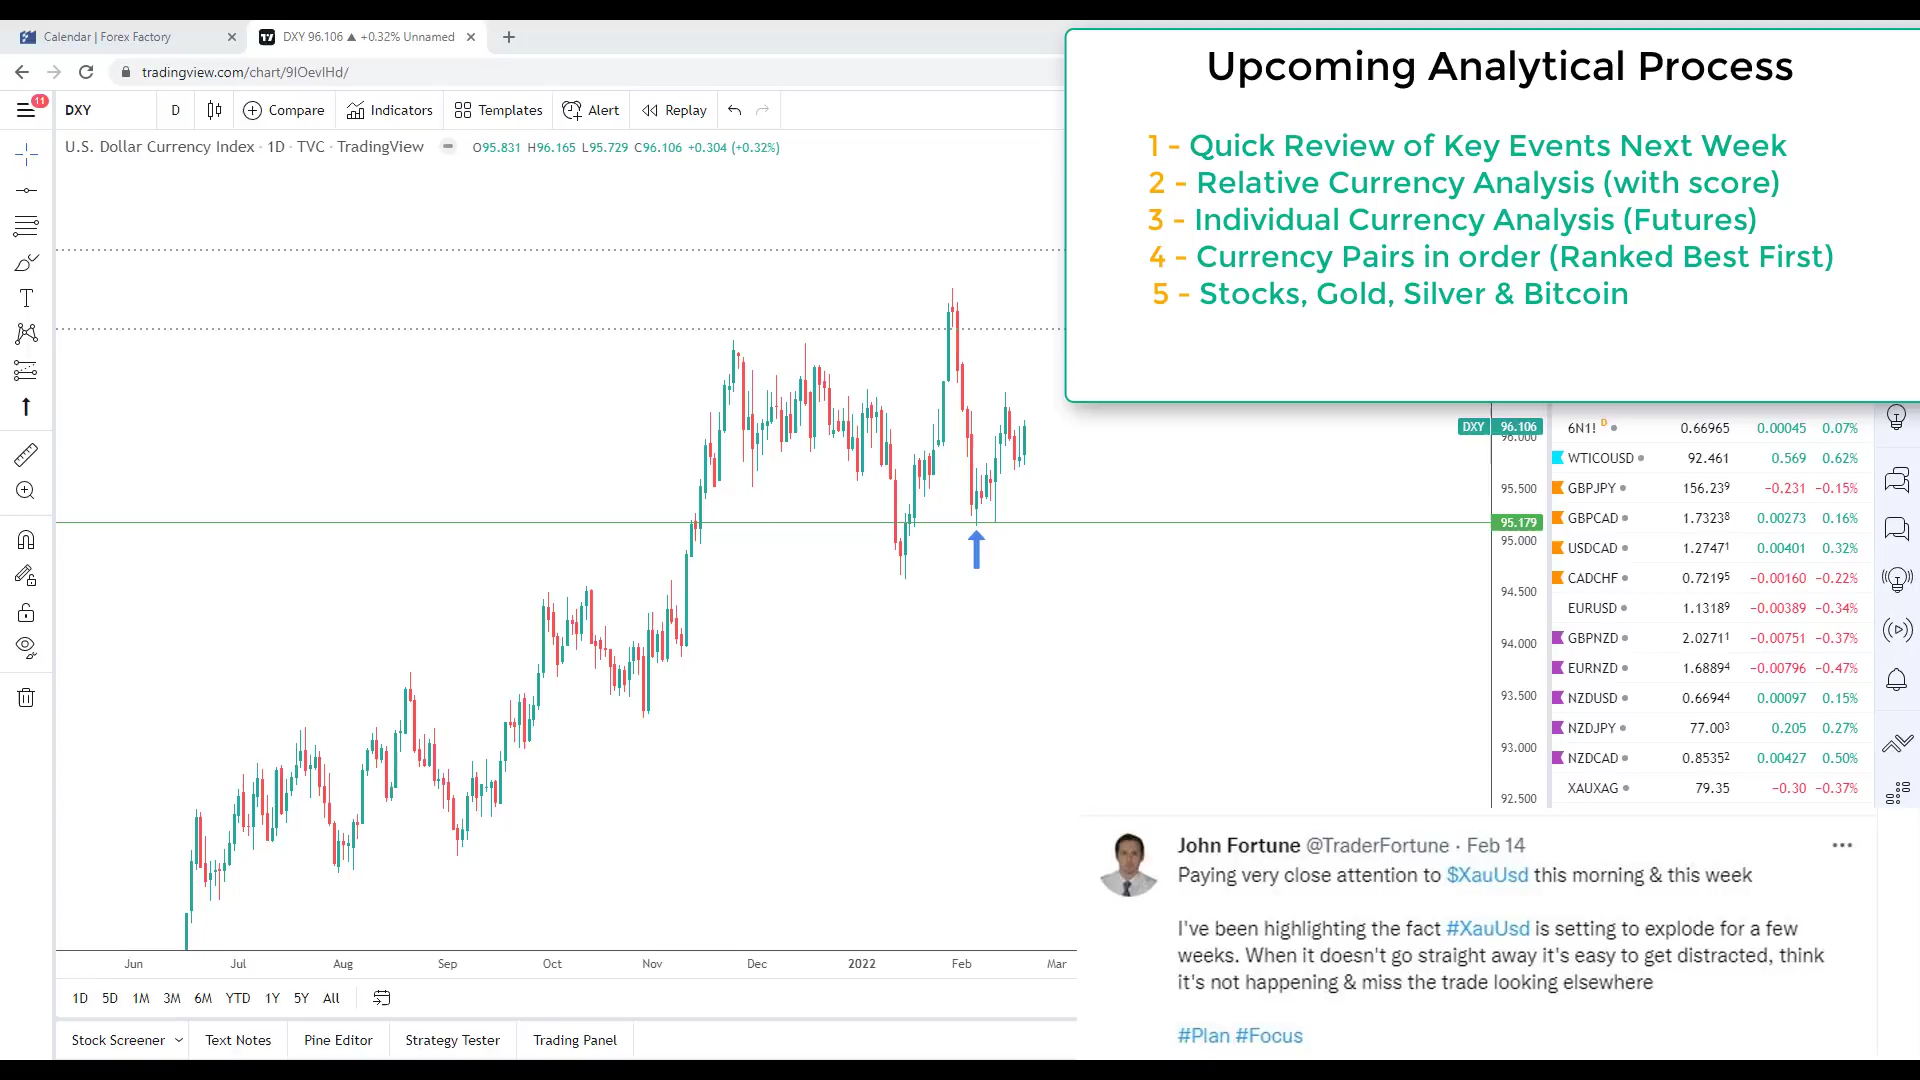 Calendar | Forex Factory
DXY 96.106 ▲ +0.32% Unnamed
tradingview.com/chart/9IOevIHd/
11
DXY
D
Compare
Indicators
Templates
Alert
Replay
U.S. Dollar Currency Index · 1D · TVC · TradingView
O95.831 H96.165 L95.729 C96.106 +0.304 (+0.32%)
Upcoming Analytical Process
1 - Quick Review of Key Events Next Week
2 - Relative Currency Analysis (with score)
3 - Individual Currency Analysis (Futures)
4 - Currency Pairs in order (Ranked Best First)
5 - Stocks, Gold, Silver & Bitcoin
DXY 96.106
96.000
95.500
95.179
95.000
94.500
94.000
93.500
93.000
92.500
6N1! D 0.66965 0.00045 0.07%
WTICOUSD 92.461 0.569 0.62%
GBPJPY 156.239 −0.231 −0.15%
GBPCAD 1.73238 0.00273 0.16%
USDCAD 1.27471 0.00401 0.32%
CADCHF 0.72195 −0.00160 −0.22%
EURUSD 1.13189 −0.00389 −0.34%
GBPNZD 2.02711 −0.00751 −0.37%
EURNZD 1.68894 −0.00796 −0.47%
NZDUSD 0.66944 0.00097 0.15%
NZDJPY 77.003 0.205 0.27%
NZDCAD 0.85352 0.00427 0.50%
XAUXAG 79.35 −0.30 −0.37%
Jun Jul Aug Sep Oct Nov Dec 2022 Feb Mar
1D 5D 1M 3M 6M YTD 1Y 5Y All
Stock Screener
Text Notes
Pine Editor
Strategy Tester
Trading Panel
John Fortune @TraderFortune · Feb 14
Paying very close attention to $XauUsd this morning & this week
I've been highlighting the fact #XauUsd is setting to explode for a few
weeks. When it doesn't go straight away it's easy to get distracted, think
it's not happening & miss the trade looking elsewhere
#Plan #Focus